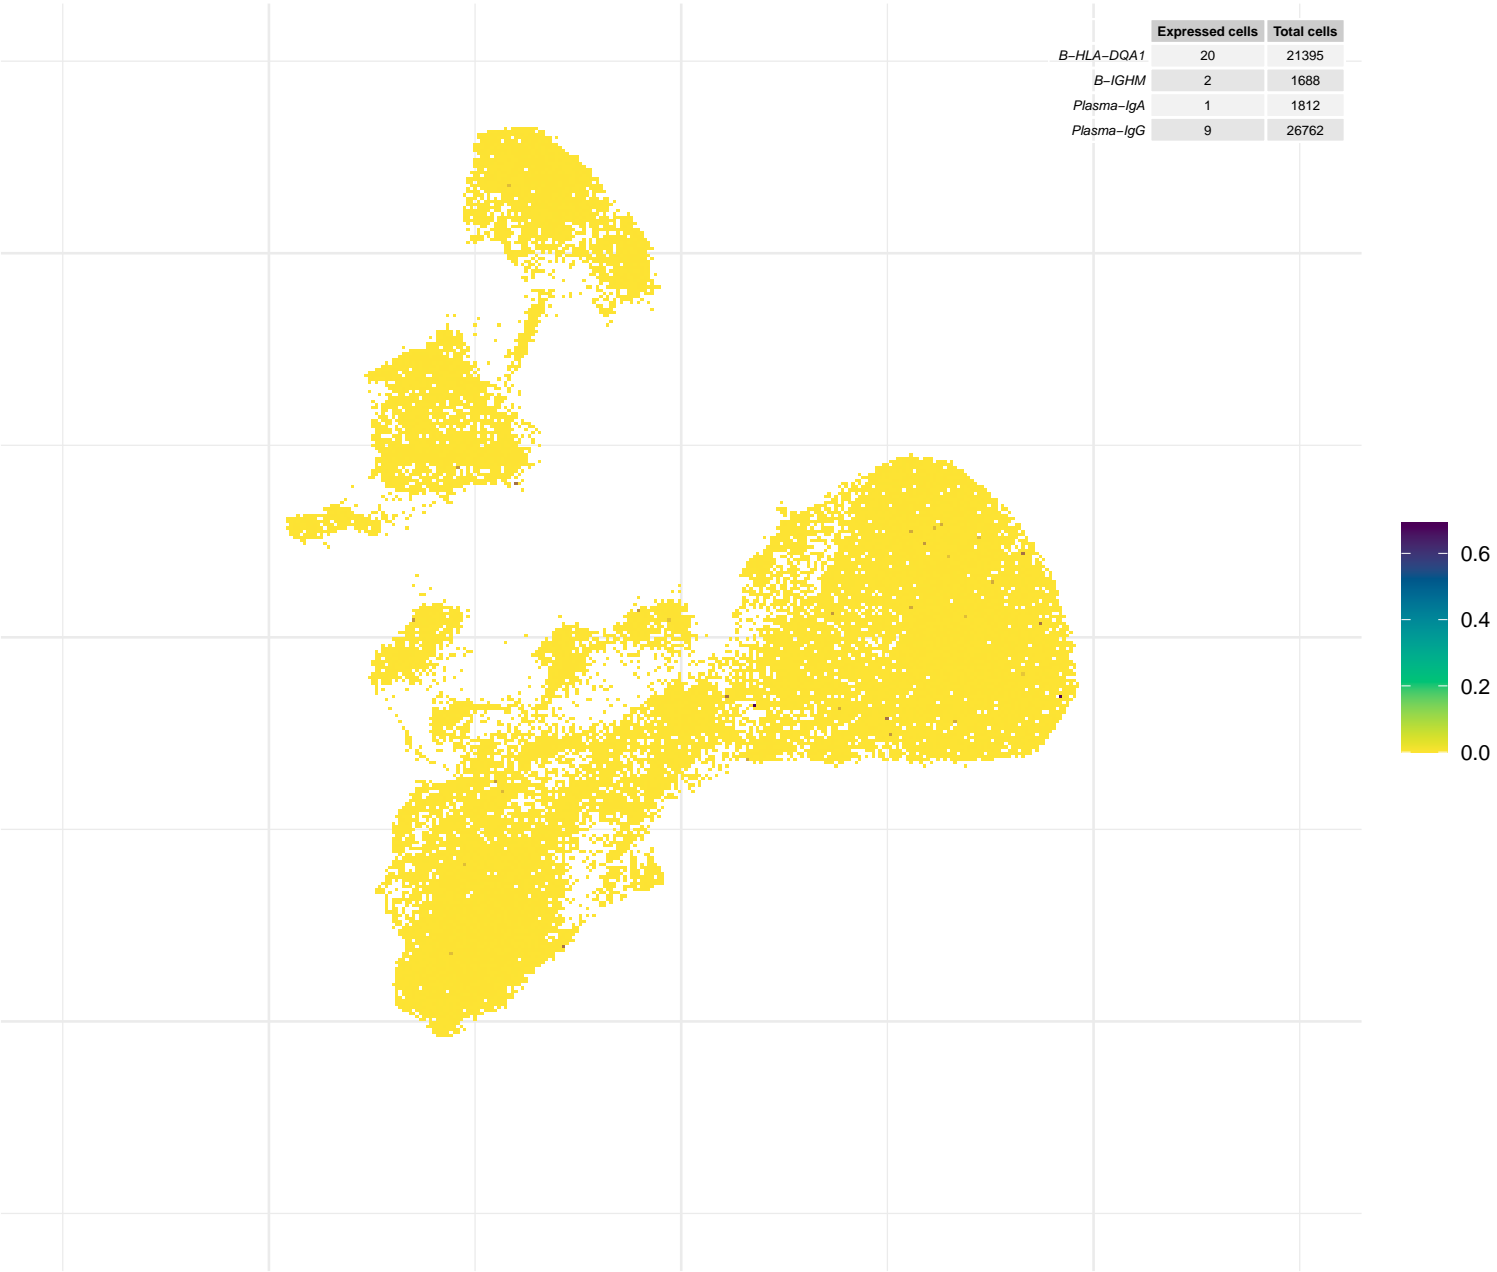 Expressed cells Total cells
B−HLA−DQA1 20 21395
B−IGHM 2 1688
Plasma−IgA 1 1812
Plasma−IgG 9 26762
0.6
0.4
0.2
0.0